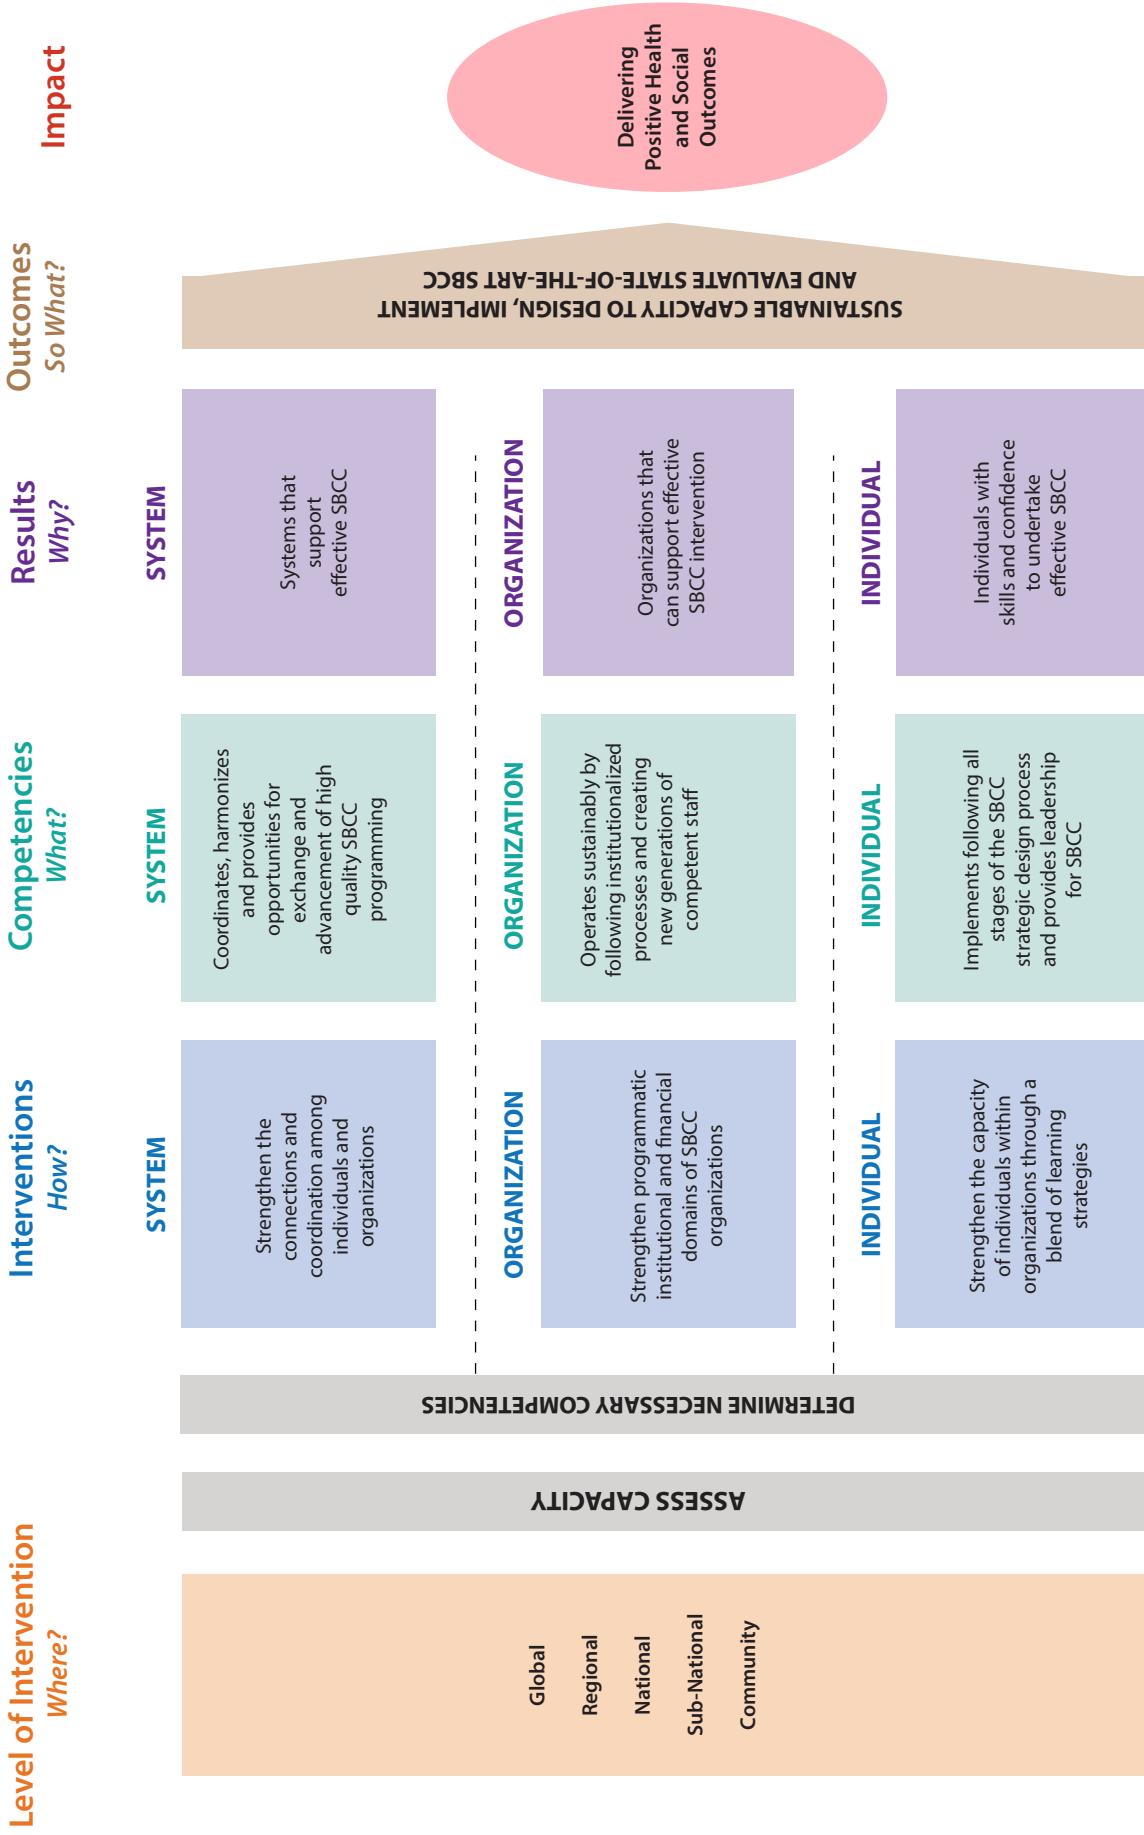 Level of Intervention
Where?
Global
Regional
National
Sub-National
Community
ASSESS CAPACITY
DETERMINE NECESSARY COMPETENCIES
Interventions
How?
SYSTEM
Strengthen the
connections and
coordination among
individuals and
organizations
ORGANIZATION
Strengthen programmatic
institutional and financial
domains of SBCC
organizations
INDIVIDUAL
Strengthen the capacity
of individuals within
organizations through a
blend of learning
strategies
Competencies
What?
SYSTEM
Coordinates, harmonizes
and provides
opportunities for
exchange and
advancement of high
quality SBCC
programming
ORGANIZATION
Operates sustainably by
following institutionalized
processes and creating
new generations of
competent staff
INDIVIDUAL
Implements following all
stages of the SBCC
strategic design process
and provides leadership
for SBCC
Results
Why?
SYSTEM
Systems that
support
effective SBCC
ORGANIZATION
Organizations that
can support effective
SBCC intervention
INDIVIDUAL
Individuals with
skills and confidence
to undertake
effective SBCC
Outcomes
So What?
SUSTAINABLE CAPACITY TO DESIGN, IMPLEMENT
AND EVALUATE STATE-OF-THE-ART SBCC
Impact
Delivering
Positive Health
and Social
Outcomes